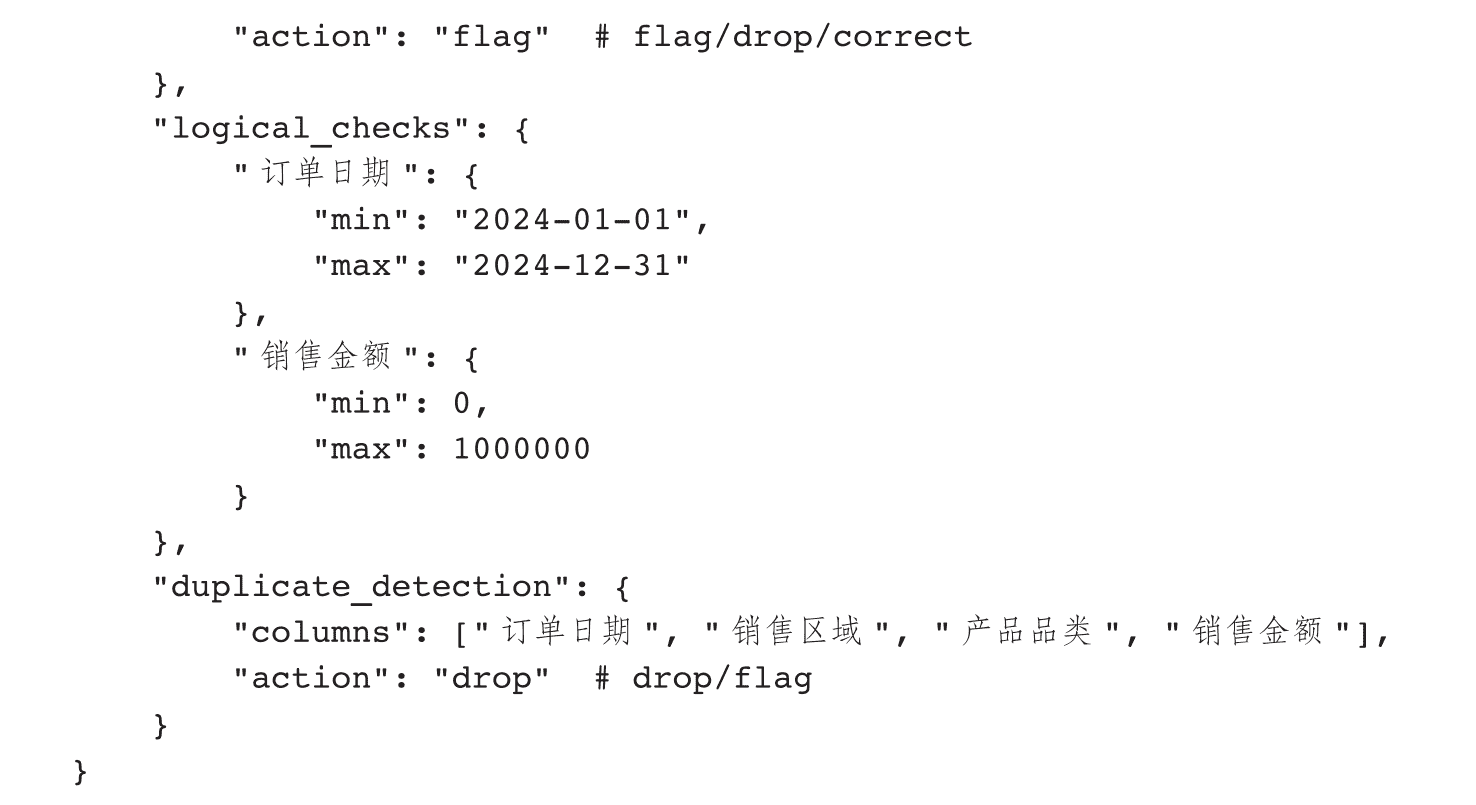 "action": "flag"  # flag/drop/correct
},
"logical_checks": {
"订单日期": {
"min": "2024-01-01",
"max": "2024-12-31"
},
"销售金额": {
"min": 0,
"max": 1000000
}
},
"duplicate_detection": {
"columns": ["订单日期", "销售区域", "产品品类", "销售金额"],
"action": "drop"  # drop/flag
}
}